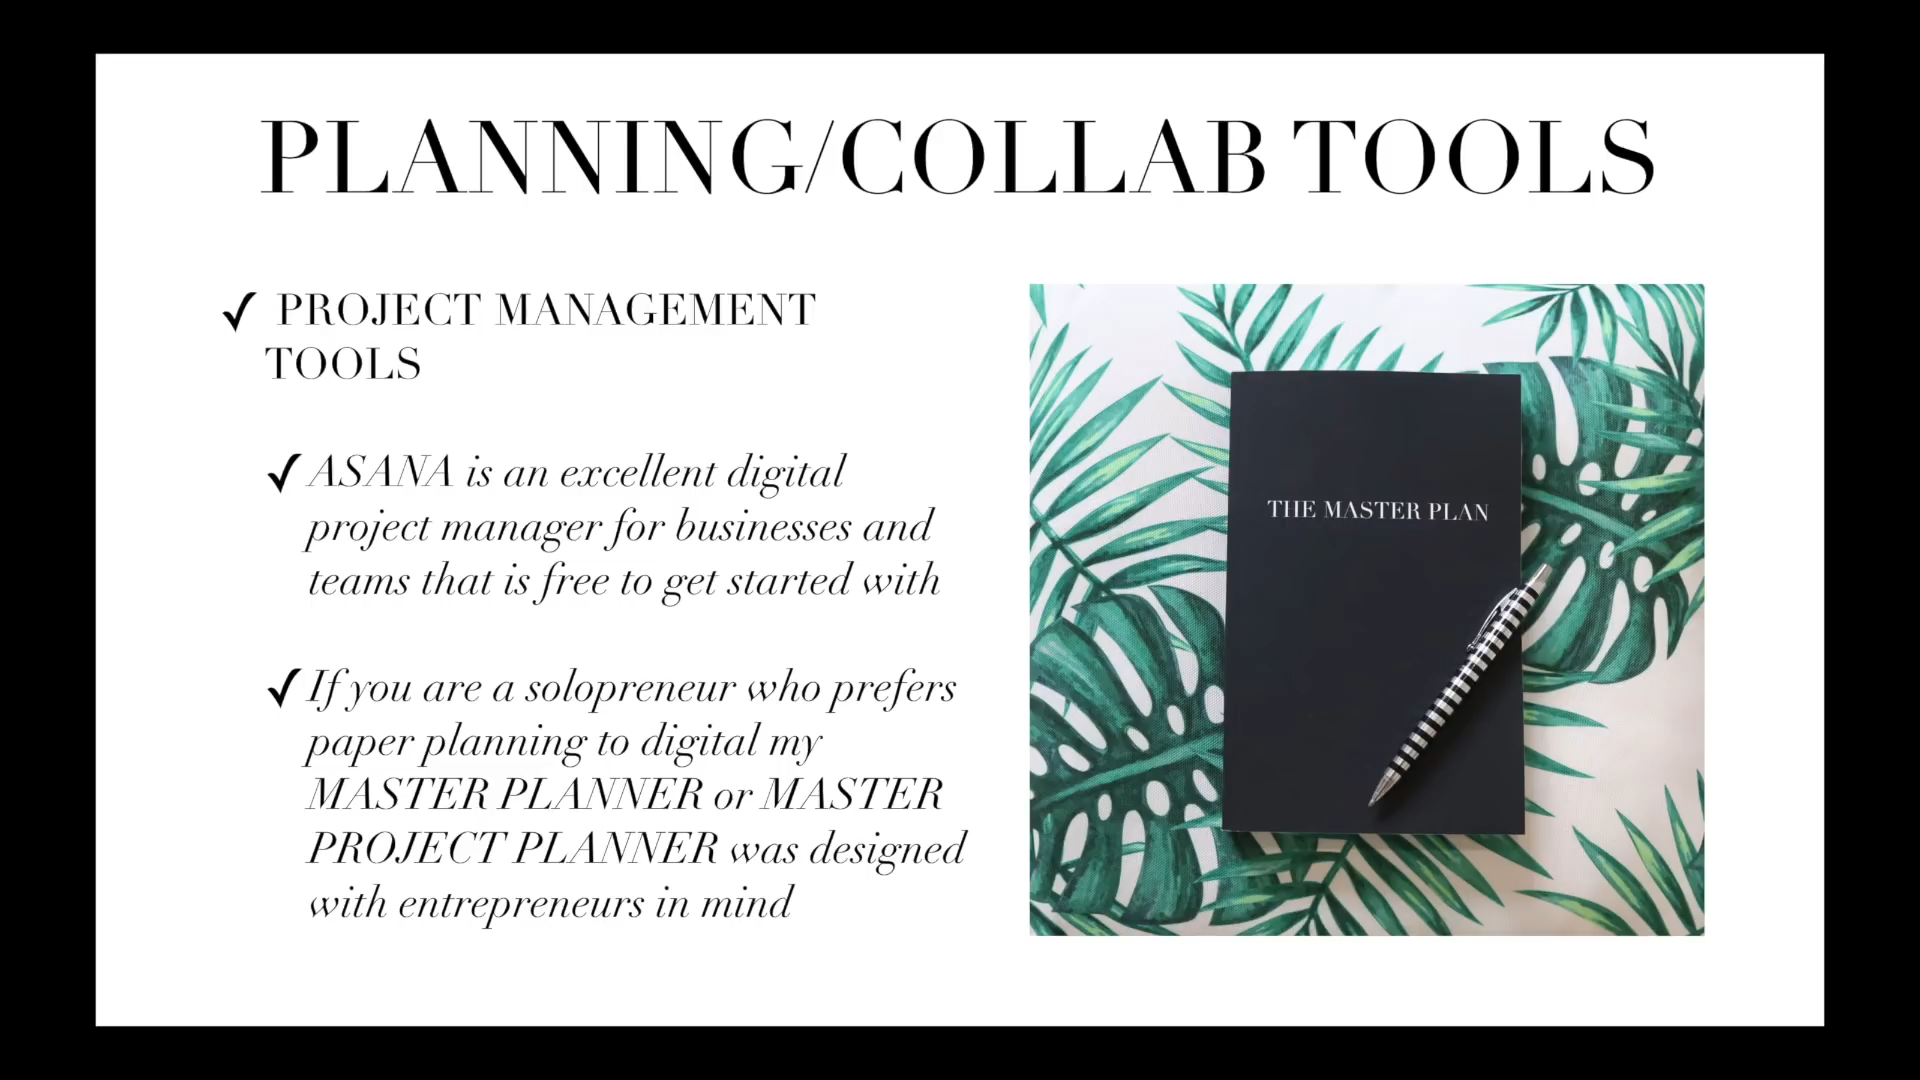 PLANNING/COLLAB TOOLS
✓ PROJECT MANAGEMENT
TOOLS
✓ ASANA is an excellent digital
project manager for businesses and
teams that is free to get started with
✓ If you are a solopreneur who prefers
paper planning to digital my
MASTER PLANNER or MASTER
PROJECT PLANNER was designed
with entrepreneurs in mind
THE MASTER PLAN